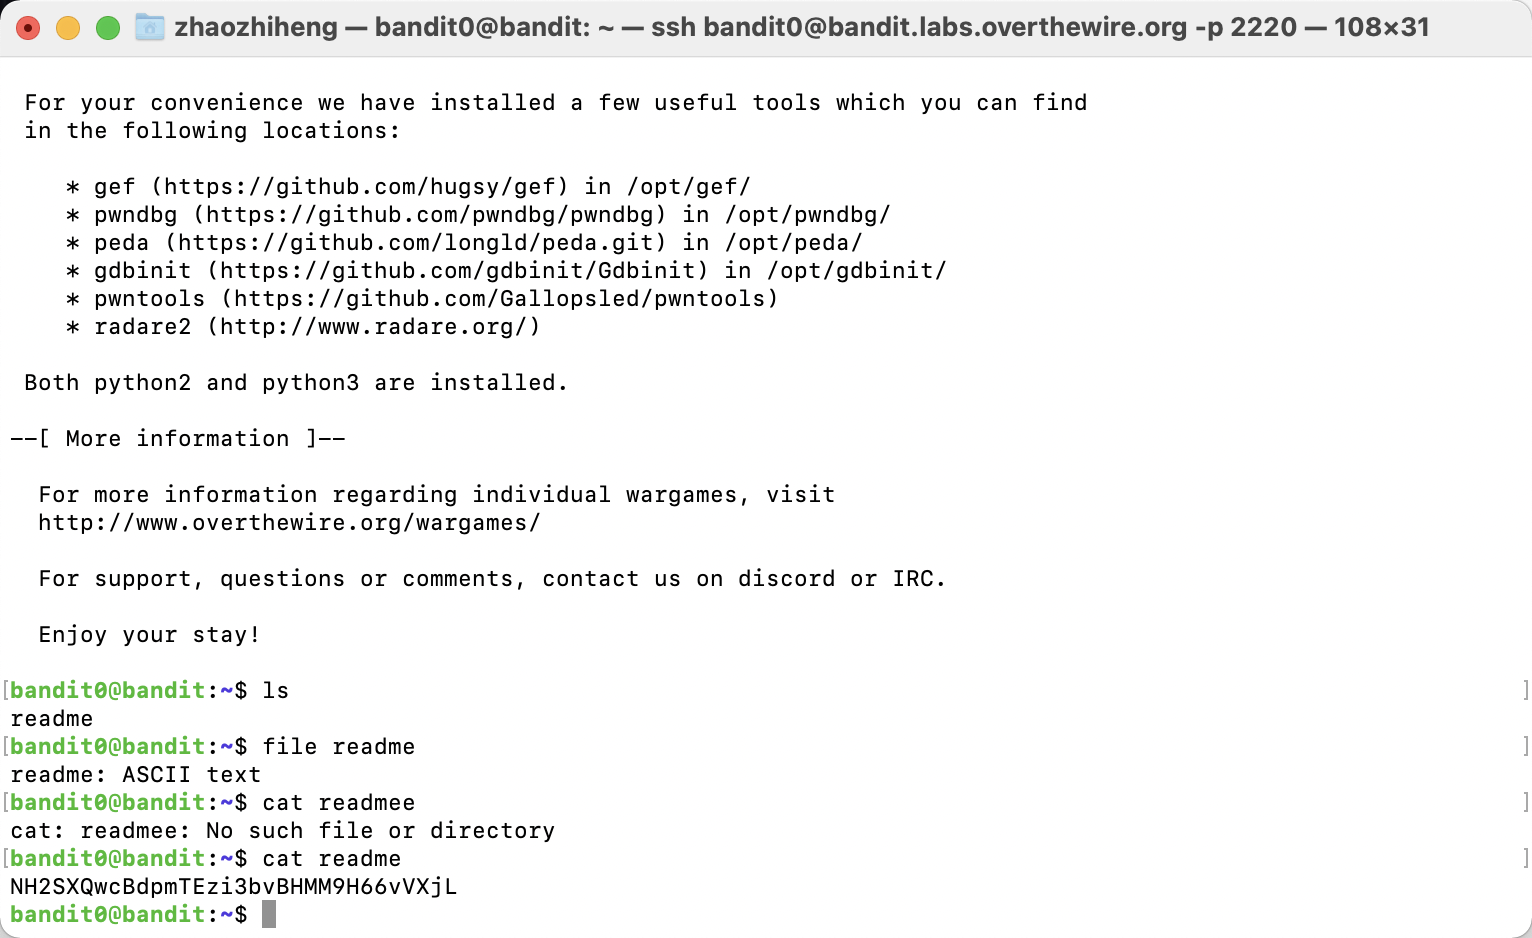 zhaozhiheng — bandit0@bandit: ~ — ssh bandit0@bandit.labs.overthewire.org -p 2220 — 108×31
For your convenience we have installed a few useful tools which you can find
in the following locations:
* gef (https://github.com/hugsy/gef) in /opt/gef/
* pwndbg (https://github.com/pwndbg/pwndbg) in /opt/pwndbg/
* peda (https://github.com/longld/peda.git) in /opt/peda/
* gdbinit (https://github.com/gdbinit/Gdbinit) in /opt/gdbinit/
* pwntools (https://github.com/Gallopsled/pwntools)
* radare2 (http://www.radare.org/)
Both python2 and python3 are installed.
--[ More information ]--
For more information regarding individual wargames, visit
http://www.overthewire.org/wargames/
For support, questions or comments, contact us on discord or IRC.
Enjoy your stay!
[bandit0@bandit:~$ ls ]
readme
[bandit0@bandit:~$ file readme ]
readme: ASCII text
[bandit0@bandit:~$ cat readmee ]
cat: readmee: No such file or directory
[bandit0@bandit:~$ cat readme ]
NH2SXQwcBdpmTEzi3bvBHMM9H66vVXjL
bandit0@bandit:~$